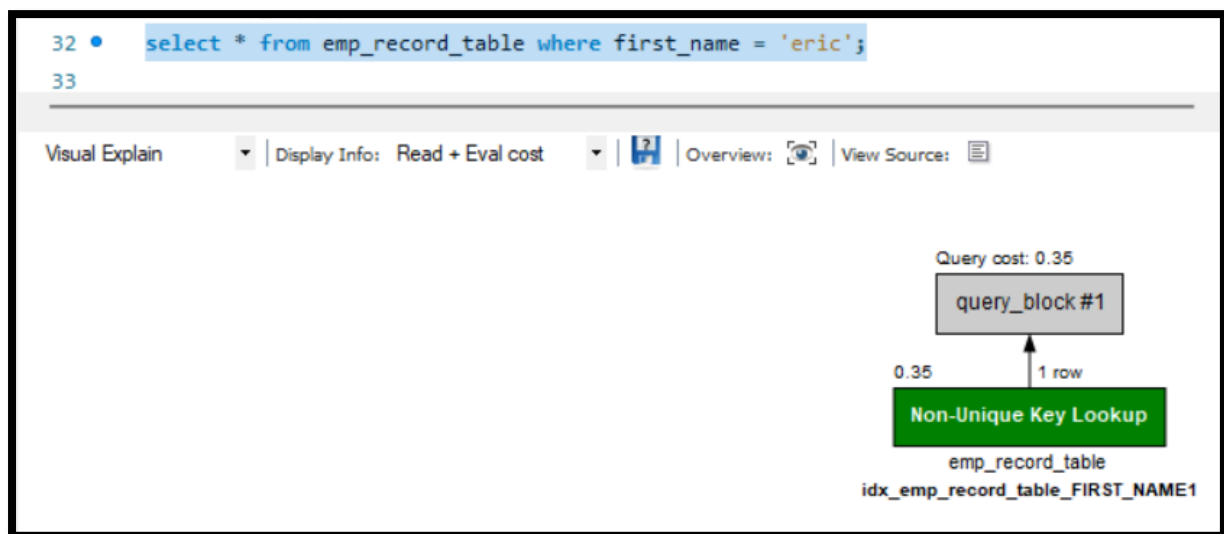 32 select * from emp_record_table where first_name = 'eric';
33
Visual Explain Display Info: Read + Eval cost Overview: View Source:
Query cost: 0.35
query_block #1
0.35 1 row
Non-Unique Key Lookup
emp_record_table
idx_emp_record_table_FIRST_NAME1